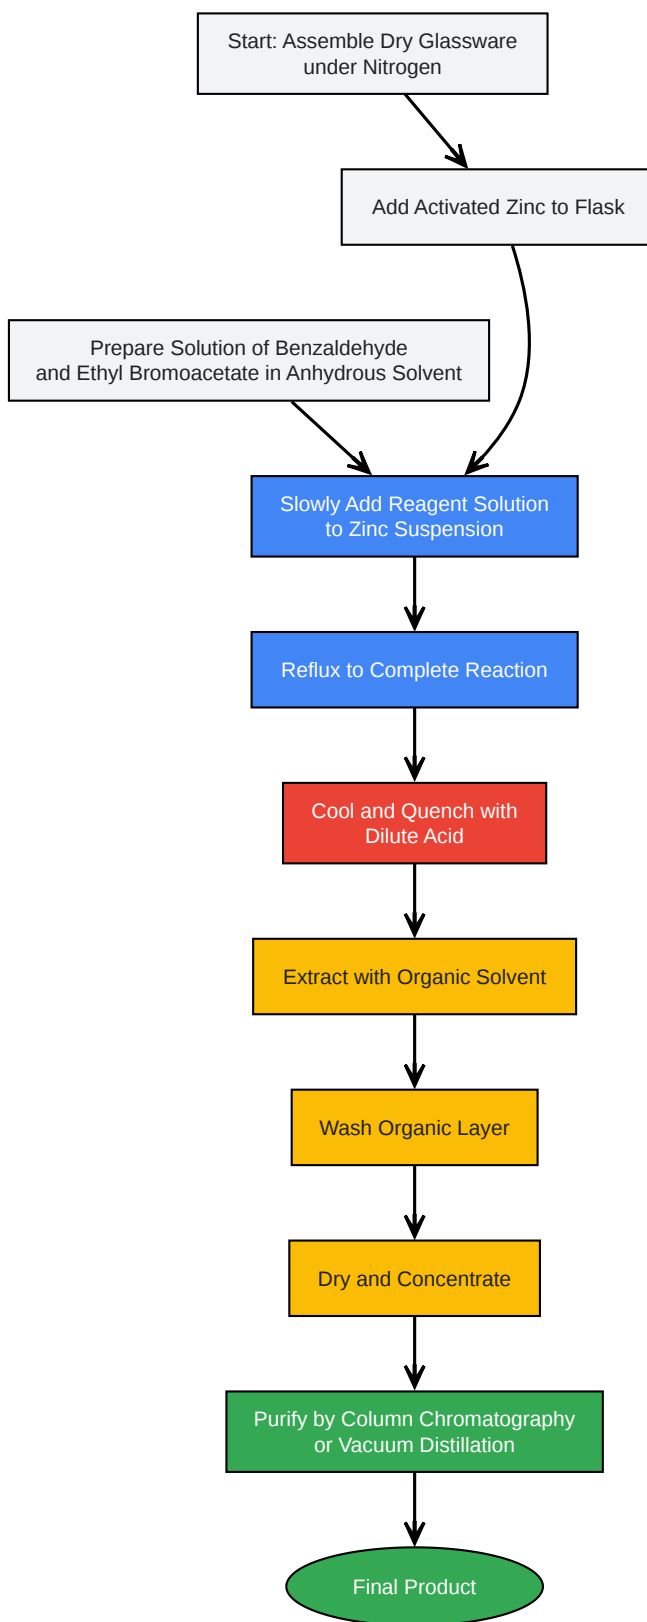 Start: Assemble Dry Glassware
under Nitrogen
Add Activated Zinc to Flask
Prepare Solution of Benzaldehyde
and Ethyl Bromoacetate in Anhydrous Solvent
Slowly Add Reagent Solution
to Zinc Suspension
Reflux to Complete Reaction
Cool and Quench with
Dilute Acid
Extract with Organic Solvent
Wash Organic Layer
Dry and Concentrate
Purify by Column Chromatography
or Vacuum Distillation
Final Product